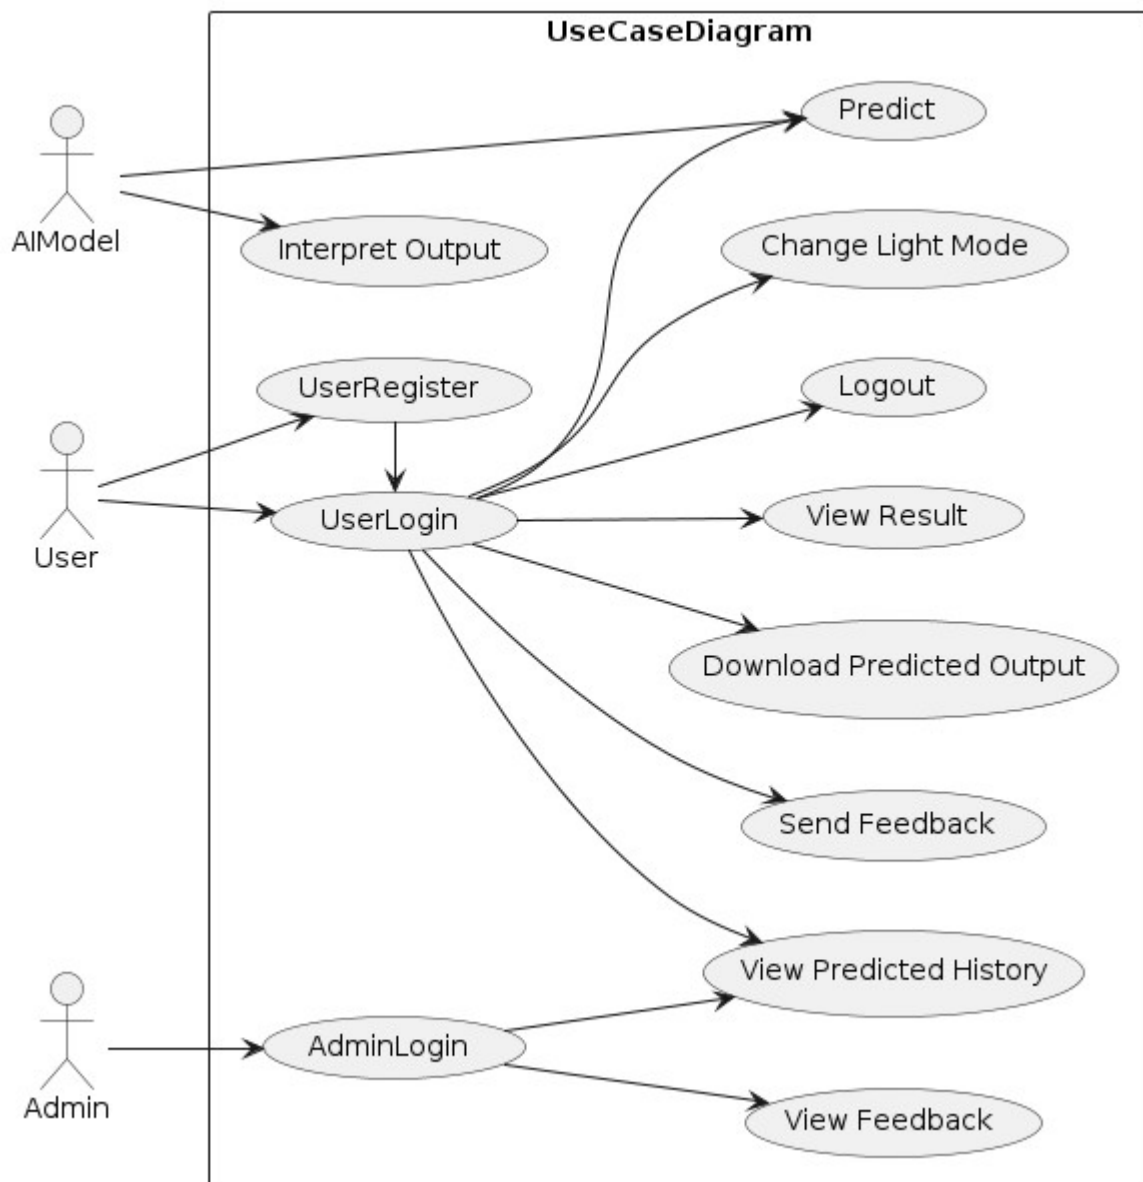 UseCaseDiagram
Predict
AIModel
Interpret Output
Change Light Mode
UserRegister
Logout
User
UserLogin
View Result
Download Predicted Output
Send Feedback
View Predicted History
Admin
AdminLogin
View Feedback